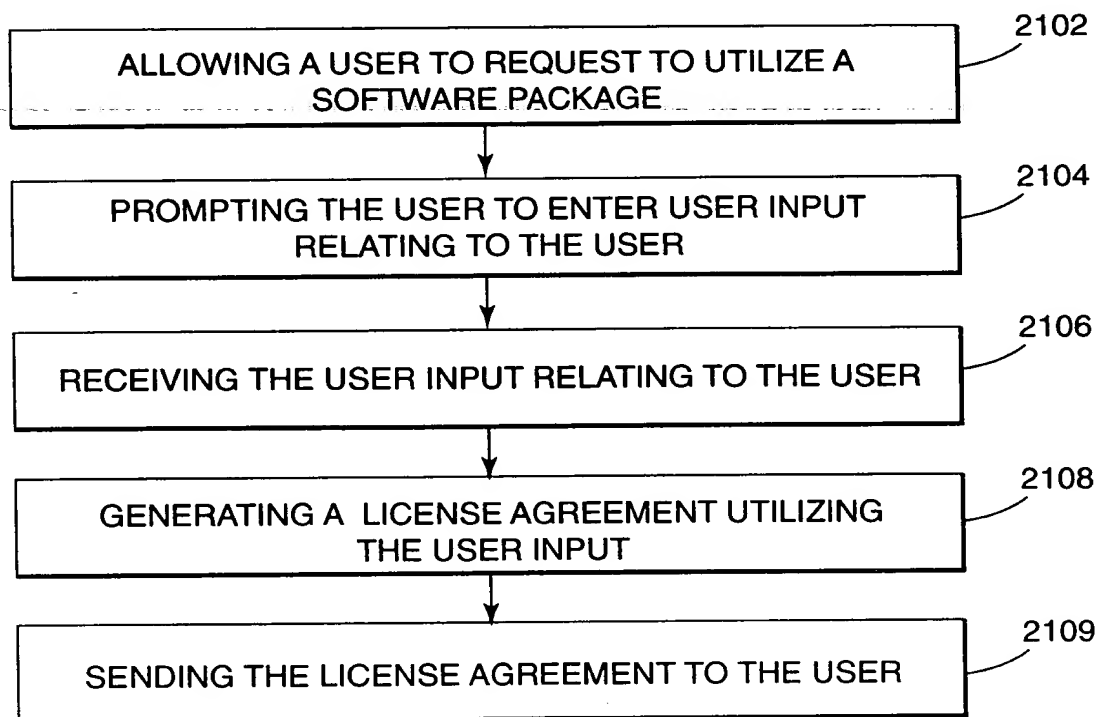 2102
ALLOWING A USER TO REQUEST TO UTILIZE A
SOFTWARE PACKAGE
2104
PROMPTING THE USER TO ENTER USER INPUT
RELATING TO THE USER
2106
RECEIVING THE USER INPUT RELATING TO THE USER
2108
GENERATING A LICENSE AGREEMENT UTILIZING
THE USER INPUT
2109
SENDING THE LICENSE AGREEMENT TO THE USER